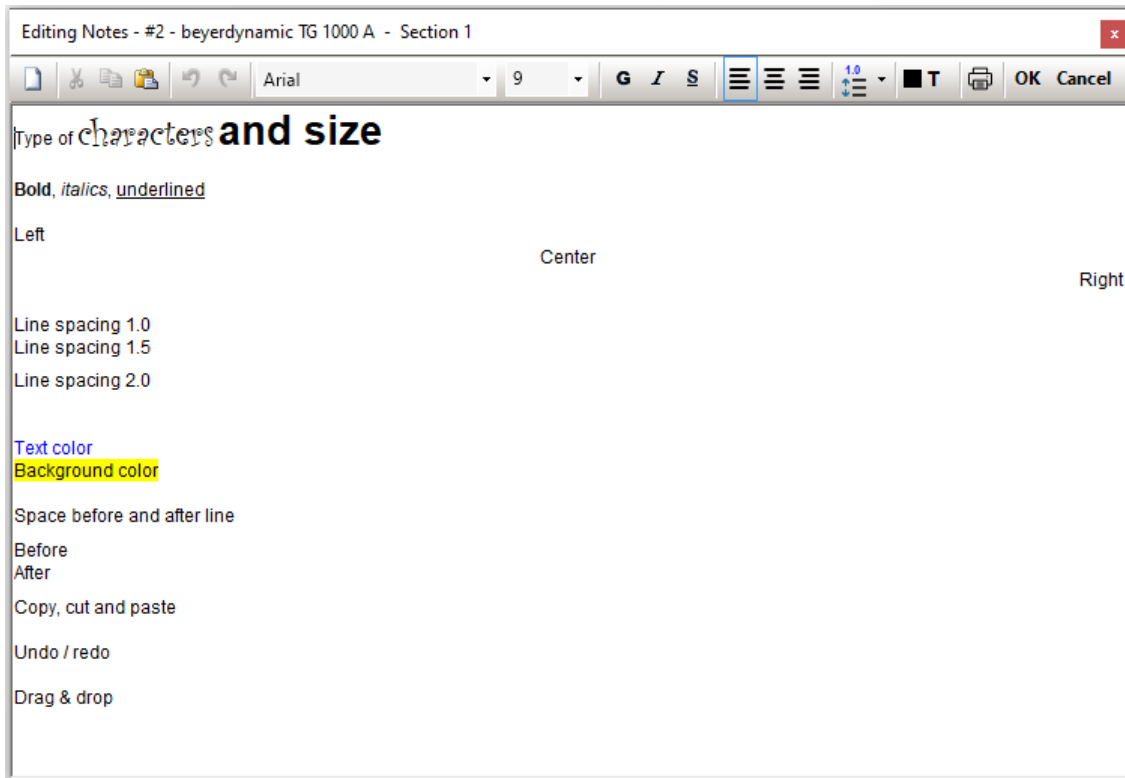 Editing Notes - #2 - beyerdynamic TG 1000 A - Section 1
x
Arial 9 G I S 1.0 T OK Cancel
Type of characters and size
Bold, italics, underlined
Left
Center
Right
Line spacing 1.0
Line spacing 1.5
Line spacing 2.0
Text color
Background color
Space before and after line
Before
After
Copy, cut and paste
Undo / redo
Drag & drop